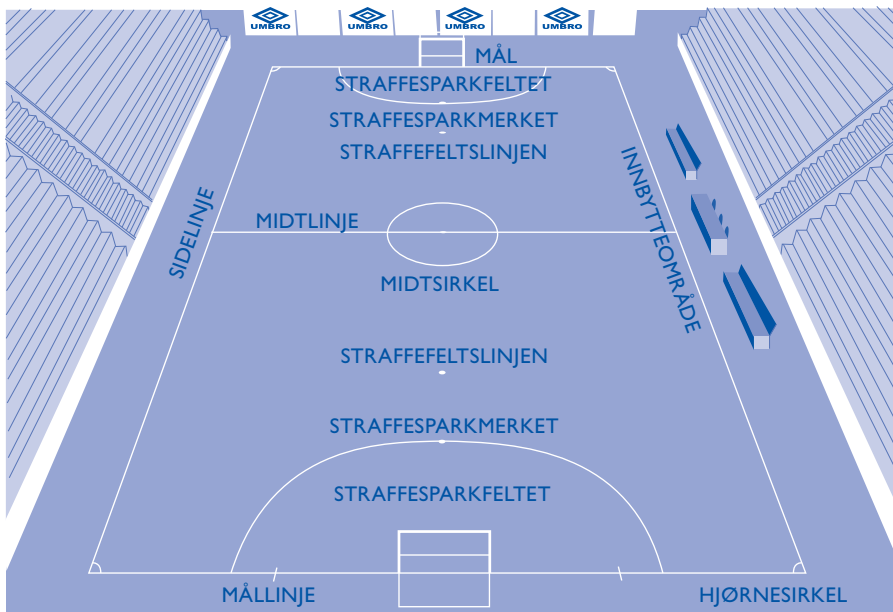 UMBRO UMBRO UMBRO UMBRO
MÅL
STRAFFESPARKFELTET
STRAFFESPARKMERKET
STRAFFEFELTSLINJEN
INNBYTTEOMRÅDE
SIDELINJE
MIDTLINJE
MIDTSIRKEL
STRAFFEFELTSLINJEN
STRAFFESPARKMERKET
STRAFFESPARKFELTET
MÅLLINJE
HJØRNESIRKEL